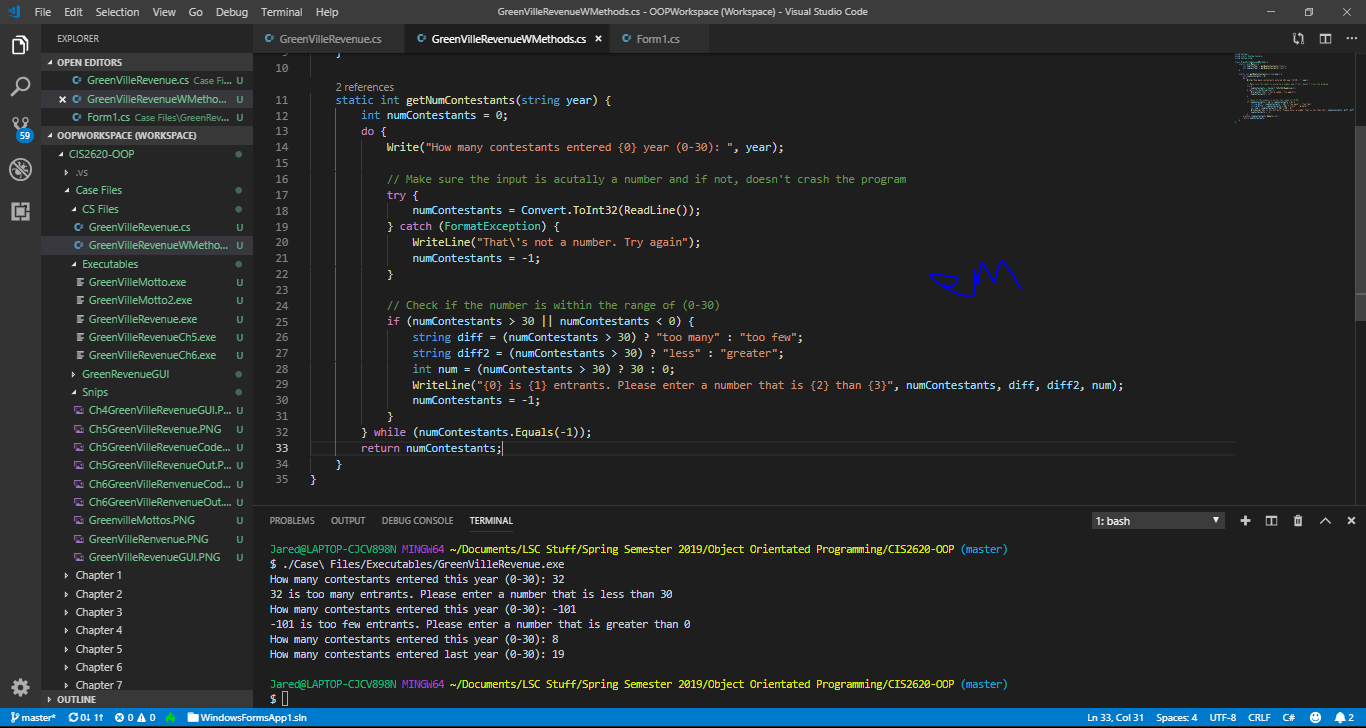 File Edit Selection View Go Debug Terminal Help
GreenVilleRevenueWMethods.cs - OOPWorkspace (Workspace) - Visual Studio Code
EXPLORER
OPEN EDITORS
GreenVilleRevenue.cs Case Fi... U
GreenVilleRevenueWMetho... U
Form1.cs Case Files\GreenRev... U
OOPWORKSPACE (WORKSPACE)
CIS2620-OOP
.vs
Case Files
CS Files
GreenVilleRevenue.cs U
GreenVilleRevenueWMetho... U
Executables
GreenVilleMotto.exe U
GreenVilleMotto2.exe U
GreenVilleRevenue.exe U
GreenVilleRevenueCh5.exe U
GreenVilleRevenueCh6.exe U
GreenRevenueGUI
Snips
Ch4GreenVilleRevenueGUI.P... U
Ch5GreenVilleRevenue.PNG U
Ch5GreenVilleRevenueCode... U
Ch5GreenVilleRevenueOut.P... U
Ch6GreenVilleRenvenueCod... U
Ch6GreenVilleRenvenueOut.... U
GreenvilleMottos.PNG U
GreenVilleRenvenue.PNG U
GreenVilleRevenueGUI.PNG U
Chapter 1
Chapter 2
Chapter 3
Chapter 4
Chapter 5
Chapter 6
Chapter 7
OUTLINE
59
GreenVilleRevenue.cs GreenVilleRevenueWMethods.cs Form1.cs
10
2 references
11 static int getNumContestants(string year) {
12 int numContestants = 0;
13 do {
14 Write("How many contestants entered {0} year (0-30): ", year);
15
16 // Make sure the input is acutally a number and if not, doesn't crash the program
17 try {
18 numContestants = Convert.ToInt32(ReadLine());
19 } catch (FormatException) {
20 WriteLine("That\'s not a number. Try again");
21 numContestants = -1;
22 }
23
24 // Check if the number is within the range of (0-30)
25 if (numContestants > 30 || numContestants < 0) {
26 string diff = (numContestants > 30) ? "too many" : "too few";
27 string diff2 = (numContestants > 30) ? "less" : "greater";
28 int num = (numContestants > 30) ? 30 : 0;
29 WriteLine("{0} is {1} entrants. Please enter a number that is {2} than {3}", numContestants, diff, diff2, num);
30 numContestants = -1;
31 }
32 } while (numContestants.Equals(-1));
33 return numContestants;
34 }
35 }
PROBLEMS OUTPUT DEBUG CONSOLE TERMINAL
1: bash
Jared@LAPTOP-CJCV898N MINGW64 ~/Documents/LSC Stuff/Spring Semester 2019/Object Orientated Programming/CIS2620-OOP (master)
$ ./Case\ Files/Executables/GreenVilleRevenue.exe
How many contestants entered this year (0-30): 32
32 is too many entrants. Please enter a number that is less than 30
How many contestants entered this year (0-30): -101
-101 is too few entrants. Please enter a number that is greater than 0
How many contestants entered this year (0-30): 8
How many contestants entered last year (0-30): 19
Jared@LAPTOP-CJCV898N MINGW64 ~/Documents/LSC Stuff/Spring Semester 2019/Object Orientated Programming/CIS2620-OOP (master)
$
master* 0↓ 1↑ 0 0 WindowsFormsApp1.sln
Ln 33, Col 31 Spaces: 4 UTF-8 CRLF C# 2